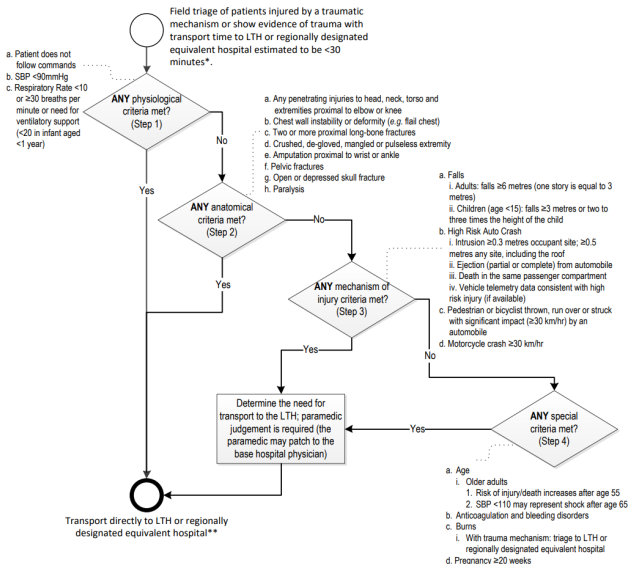 Field triage of patients injured by a traumatic
mechanism or show evidence of trauma with
transport time to LTH or regionally designated
equivalent hospital estimated to be <30
minutes*.
a. Patient does not
follow commands
b. SBP <90mmHg
c. Respiratory Rate <10
or ≥30 breaths per
minute or need for
ventilatory support
(<20 in infant aged
<1 year)
ANY physiological
criteria met?
(Step 1)
No
Yes
a. Any penetrating injuries to head, neck, torso and
extremities proximal to elbow or knee
b. Chest wall instability or deformity (e.g. flail chest)
c. Two or more proximal long-bone fractures
d. Crushed, de-gloved, mangled or pulseless extremity
e. Amputation proximal to wrist or ankle
f. Pelvic fractures
g. Open or depressed skull fracture
h. Paralysis
ANY anatomical
criteria met?
(Step 2)
No
Yes
a. Falls
i. Adults: falls ≥6 metres (one story is equal to 3
metres)
ii. Children (age <15): falls ≥3 metres or two to
three times the height of the child
b. High Risk Auto Crash
i. Intrusion ≥0.3 metres occupant site; ≥0.5
metres any site, including the roof
ii. Ejection (partial or complete) from automobile
iii. Death in the same passenger compartment
iv. Vehicle telemetry data consistent with high
risk injury (if available)
c. Pedestrian or bicyclist thrown, run over or struck
with significant impact (≥30 km/hr) by an
automobile
d. Motorcycle crash ≥30 km/hr
ANY mechanism of
injury criteria met?
(Step 3)
Yes
No
Determine the need for
transport to the LTH; paramedic
judgement is required (the
paramedic may patch to the
base hospital physician)
Yes
ANY special
criteria met?
(Step 4)
a. Age
i. Older adults
1. Risk of injury/death increases after age 55
2. SBP <110 may represent shock after age 65
b. Anticoagulation and bleeding disorders
c. Burns
i. With trauma mechanism: triage to LTH or
regionally designated equivalent hospital
d. Pregnancy ≥20 weeks
Transport directly to LTH or regionally
designated equivalent hospital**